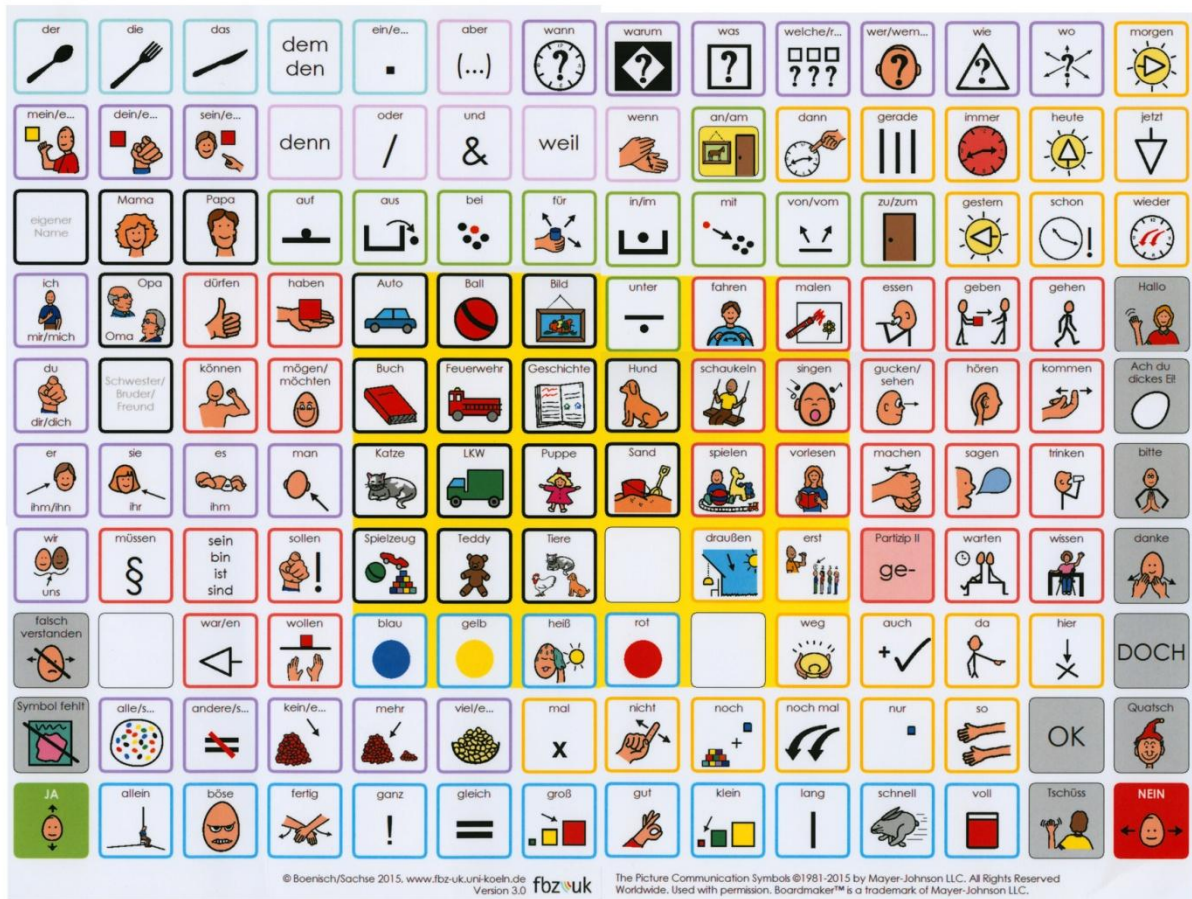 der
die
das
dem
den
ein/e...
aber
(...)
wann
?
warum
?
was
?
welche/r...
? ? ?
wer/wem...
?
wie
?
wo
?
morgen
mein/e...
dein/e...
sein/e...
denn
oder
/
und
&
weil
wenn
an/am
dann
gerade
immer
heute
jetzt
eigener
Name
Mama
Papa
auf
aus
bei
für
in/im
mit
von/vom
zu/zum
gestern
schon
!
wieder
ich
mir/mich
Opa
Oma
dürfen
haben
Auto
Ball
Bild
unter
fahren
malen
essen
geben
gehen
Hallo
du
dir/dich
Schwester/
Bruder/
Freund
können
mögen/
möchten
Buch
Feuerwehr
Geschichte
Hund
schaukeln
singen
gucken/
sehen
hören
kommen
Ach du
dickes Ei!
er
ihm/ihn
sie
ihr
es
ihm
man
Katze
LKW
Puppe
Sand
spielen
vorlesen
machen
sagen
trinken
bitte
wir
uns
müssen
§
sein
bin
ist
sind
sollen
!
Spielzeug
Teddy
Tiere
draußen
erst
Partizip II
ge-
warten
wissen
danke
falsch
verstanden
war/en
wollen
blau
gelb
heiß
rot
weg
auch
+
da
hier
DOCH
Symbol fehlt
alle/s...
andere/s...
kein/e...
mehr
viel/e...
mal
x
nicht
noch
+
noch mal
nur
so
OK
Quatsch
JA
allein
böse
fertig
ganz
!
gleich
=
groß
gut
klein
lang
schnell
voll
Tschüss
NEIN
© Boenisch/Sachse 2015, www.fbz-uk.uni-koeln.de
Version 3.0
fbz uk
The Picture Communication Symbols ©1981-2015 by Mayer-Johnson LLC. All Rights Reserved
Worldwide. Used with permission. Boardmaker™ is a trademark of Mayer-Johnson LLC.